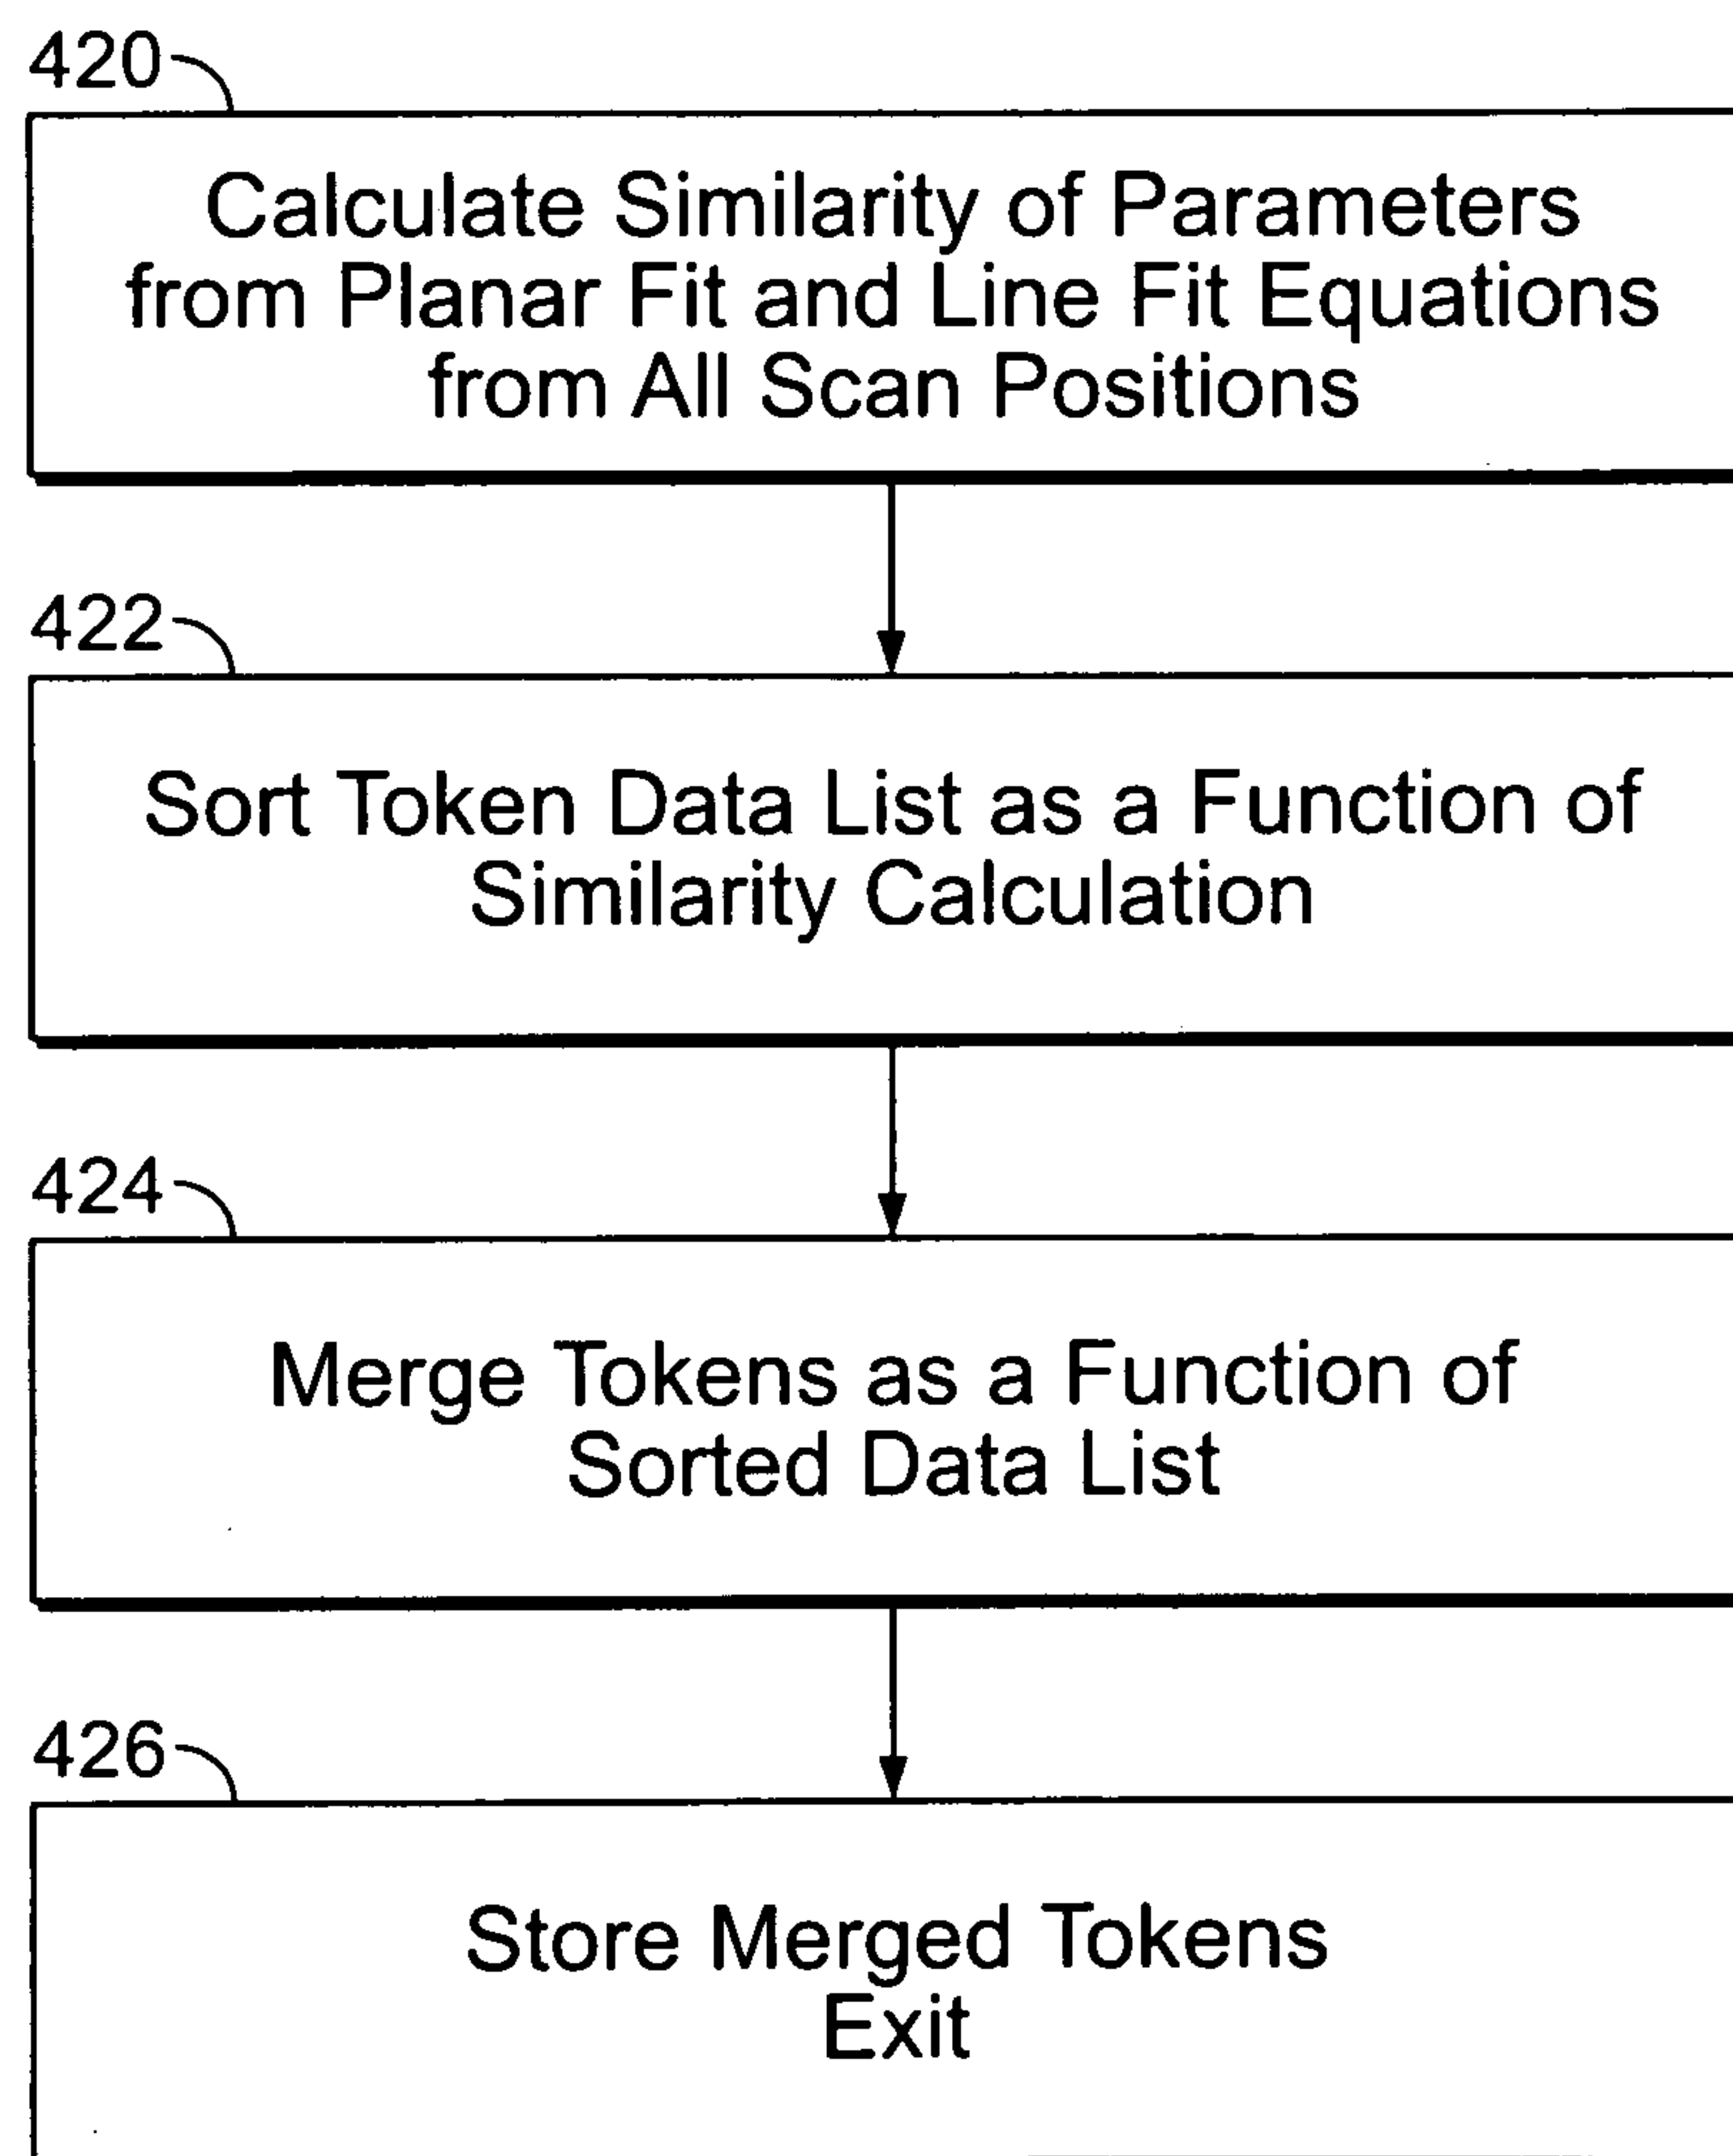 420
Calculate Similarity of Parameters
from Planar Fit and Line Fit Equations
from All Scan Positions
422
Sort Token Data List as a Function of
Similarity Calculation
424
Merge Tokens as a Function of
Sorted Data List
426
Store Merged Tokens
Exit